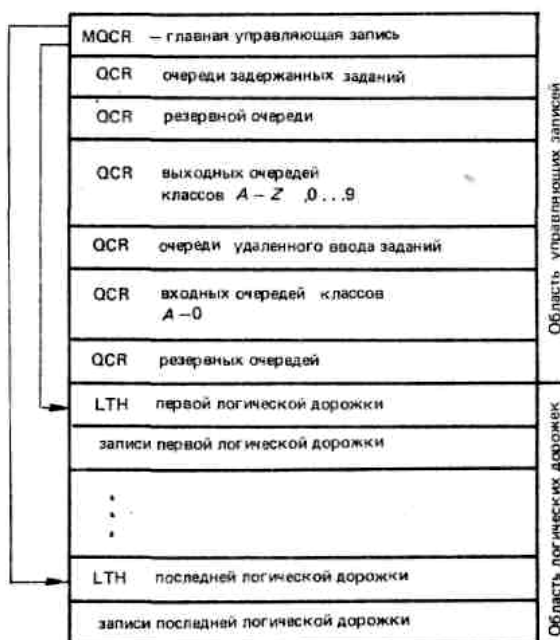 MQCR – главная управляющая запись
QCR очереди задержанных заданий
QCR резервной очереди
QCR выходных очередей
классов A – Z ,0 . . .9
QCR очереди удаленного ввода заданий
QCR входных очередей классов
A –0
QCR резервных очередей
Область управляющих записей
LTH первой логической дорожки
записи первой логической дорожки
LTH последней логической дорожки
записи последней логической дорожки
Область логических дорожек